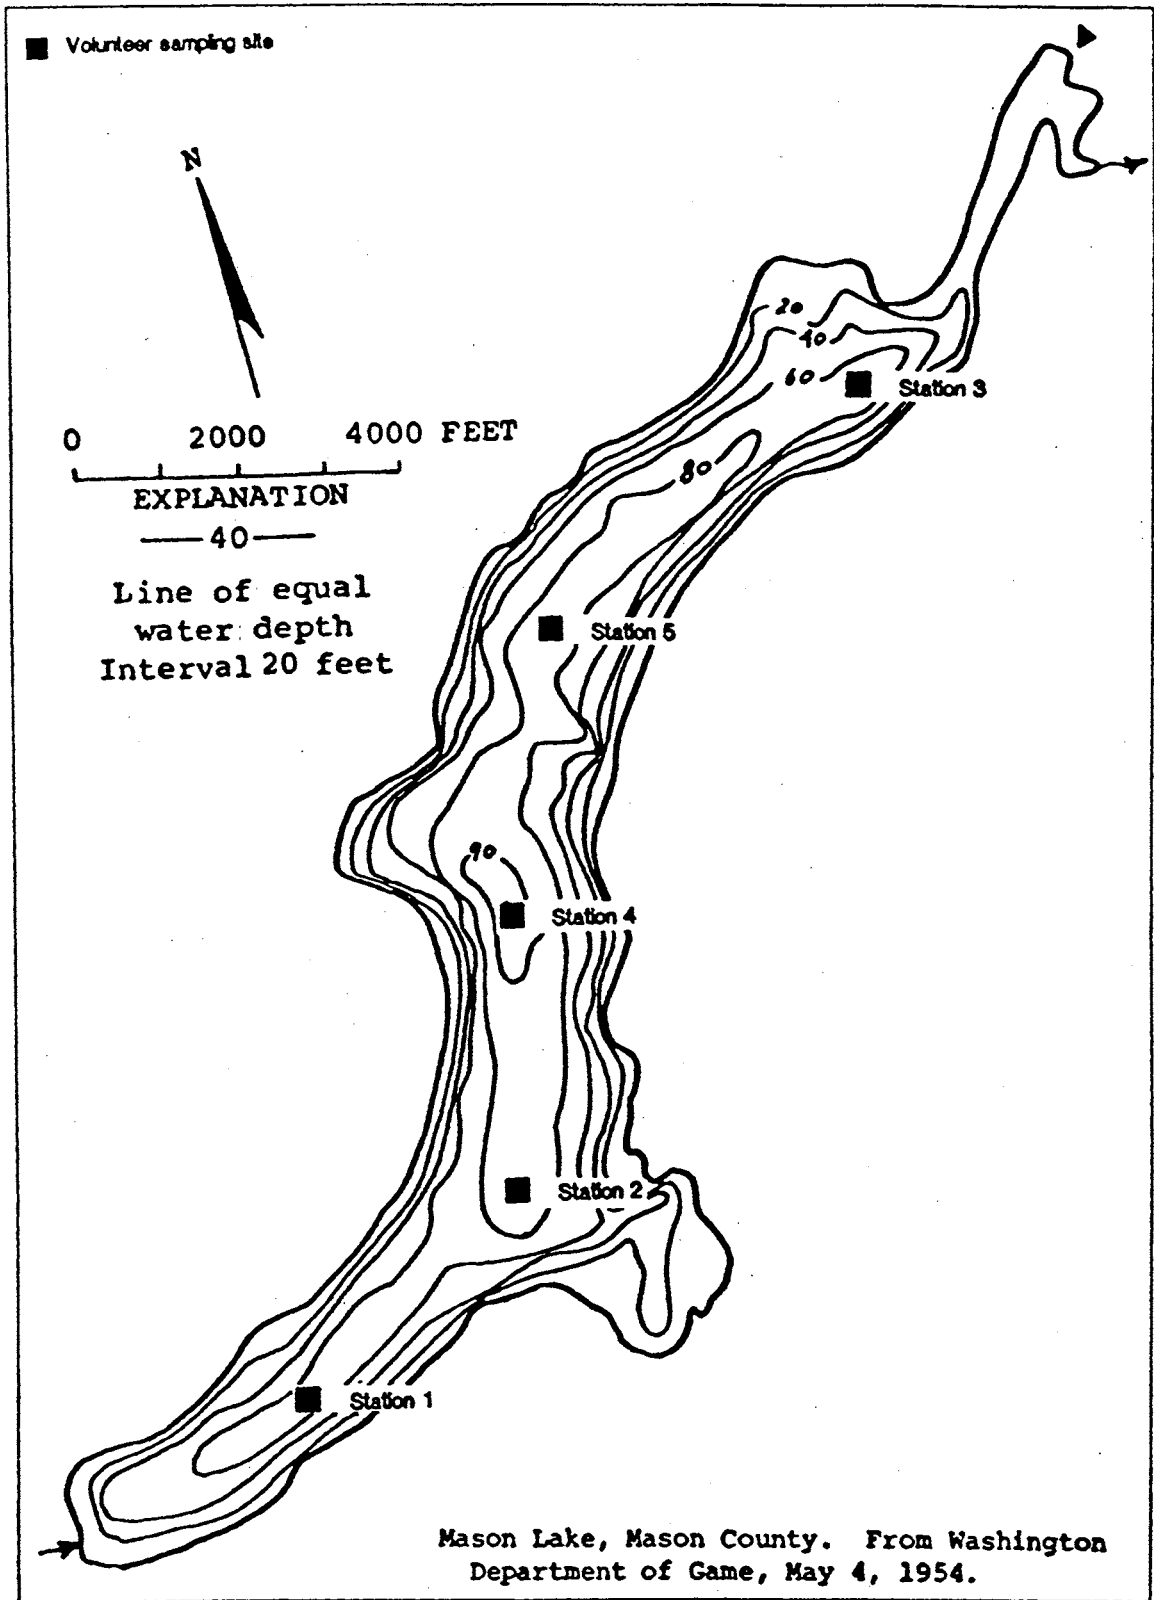 Volunteer sampling site
N
20
40
60
Station 3
0 2000 4000 FEET
80
EXPLANATION
40
Line of equal
water depth
Interval 20 feet
Station 5
90
Station 4
Station 2
Station 1
Mason Lake, Mason County. From Washington
Department of Game, May 4, 1954.